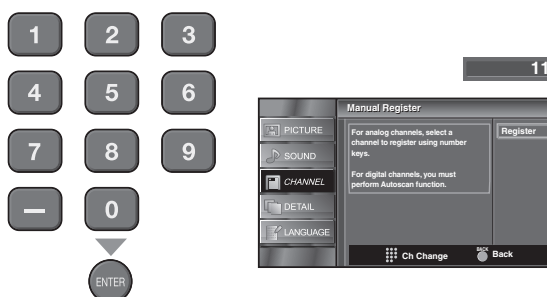 1 2 3
4 5 6
7 8 9
0
ENTER
11
Manual Register
PICTURE
SOUND
CHANNEL
DETAIL
LANGUAGE
For analog channels, select a
channel to register using number
keys.
For digital channels, you must
perform Autoscan function.
Register
Ch Change
BACK
Back